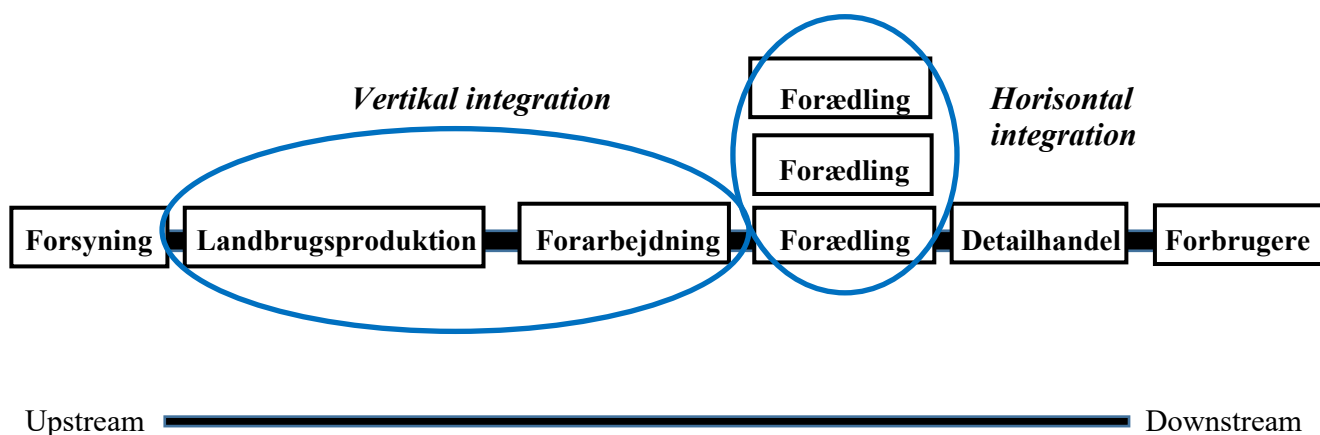 Vertikal integration
Forædling
Horisontal
integration
Forædling
Forsyning
Landbrugsproduktion
Forarbejdning
Forædling
Detailhandel
Forbrugere
Upstream
Downstream